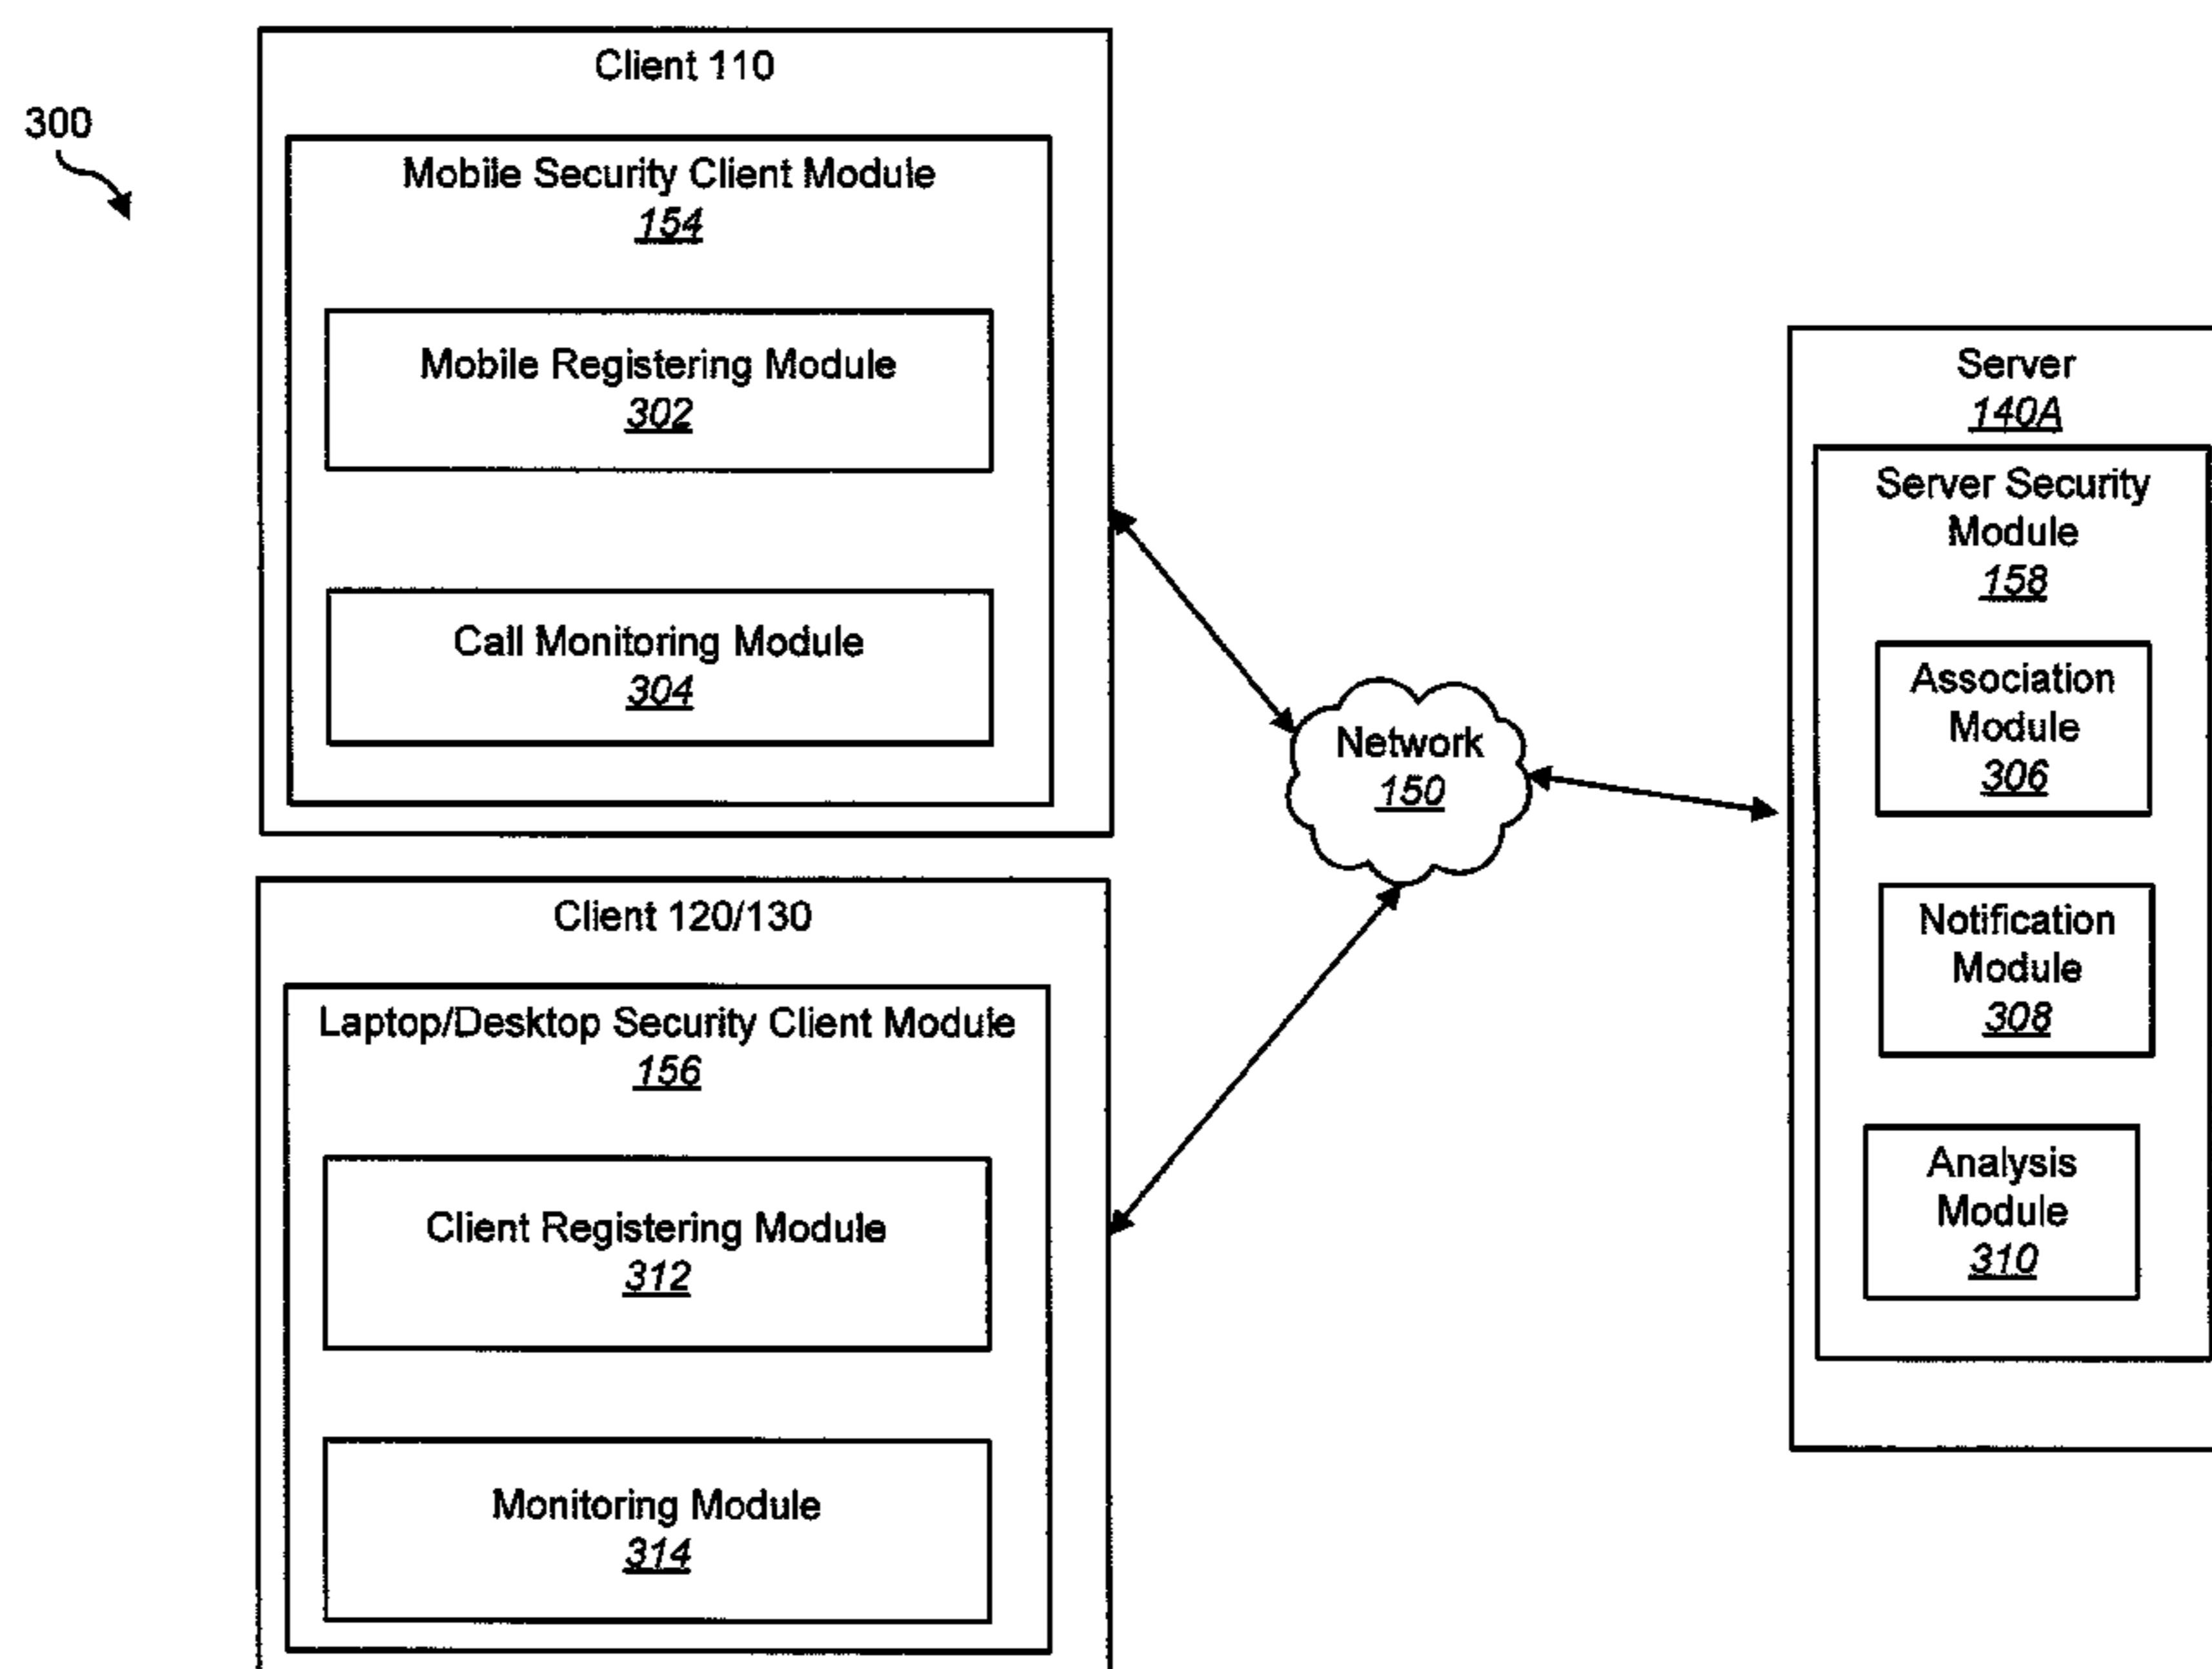 300
Client 110
Mobile Security Client Module
154
Mobile Registering Module
302
Call Monitoring Module
304
Client 120/130
Laptop/Desktop Security Client Module
156
Client Registering Module
312
Monitoring Module
314
Network
150
Server
140A
Server Security
Module
158
Association
Module
306
Notification
Module
308
Analysis
Module
310